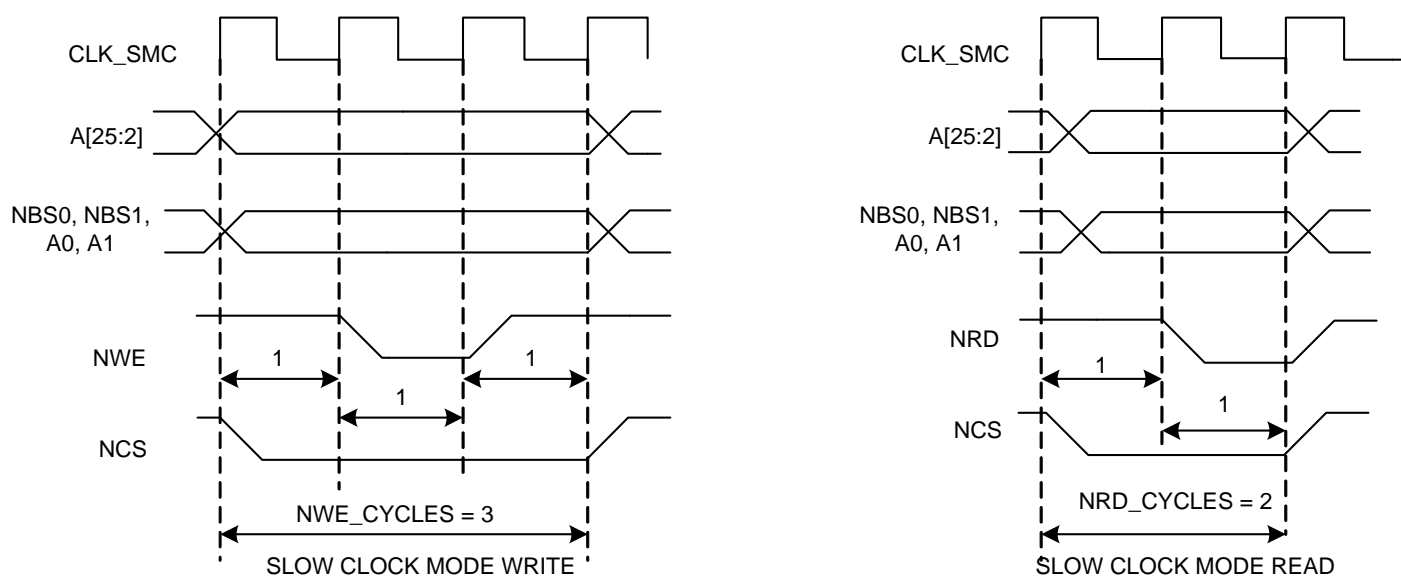 CLK_SMC
A[25:2]
NBS0, NBS1,
A0, A1
NWE
1
1
1
NCS
NWE_CYCLES = 3
SLOW CLOCK MODE WRITE
CLK_SMC
A[25:2]
NBS0, NBS1,
A0, A1
NRD
1
1
NCS
NRD_CYCLES = 2
SLOW CLOCK MODE READ